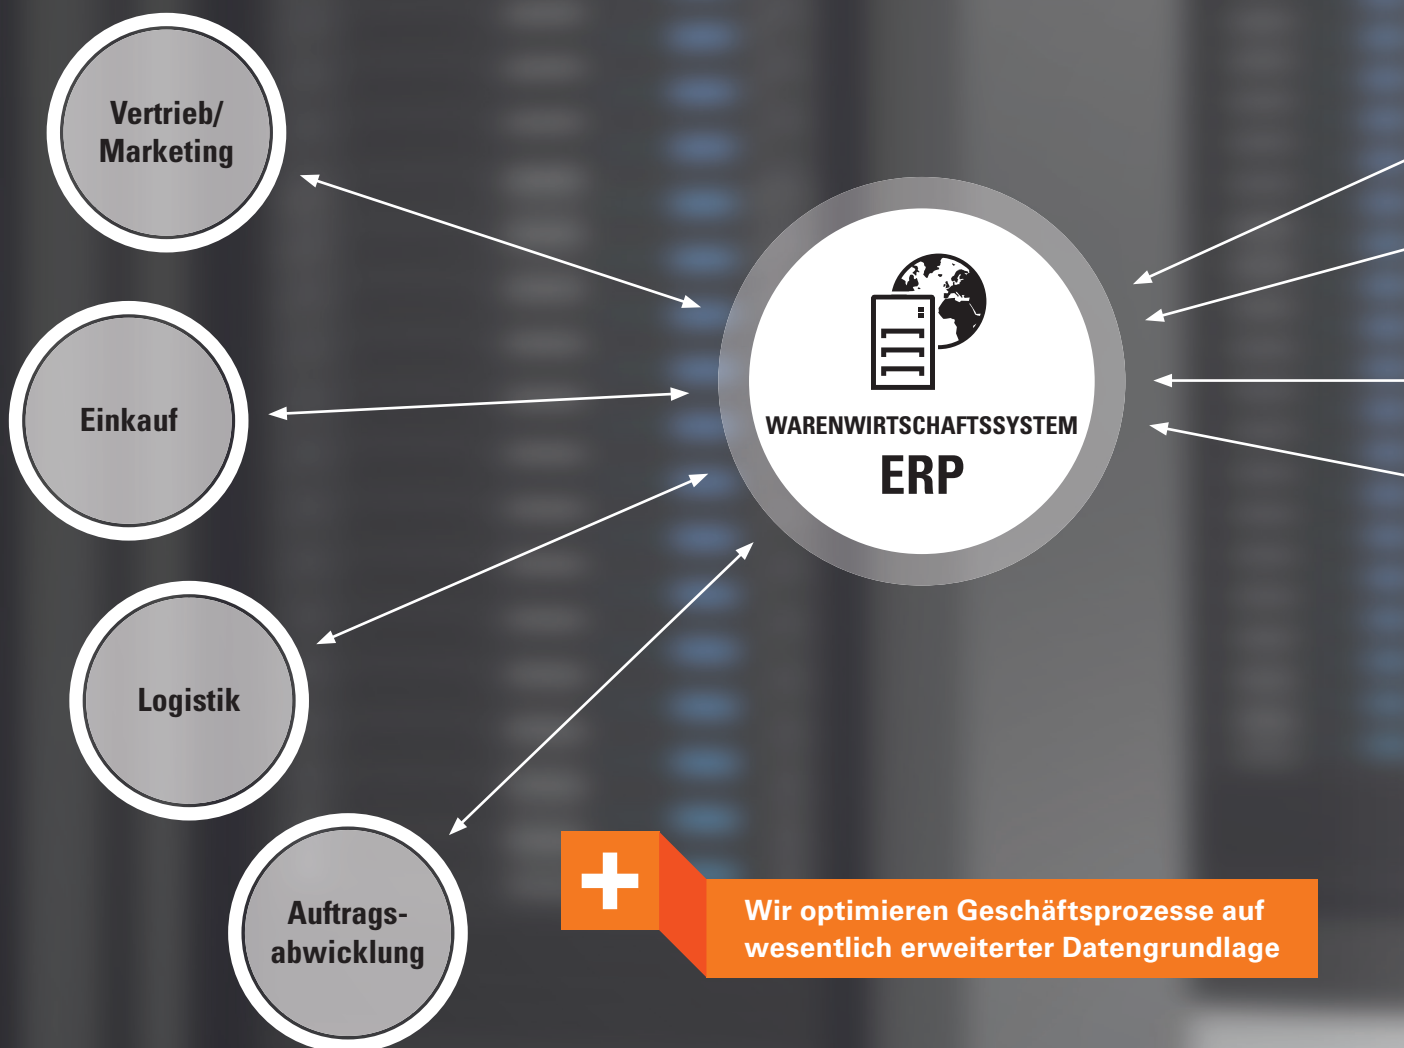 Vertrieb/
Marketing
Einkauf
Logistik
Auftrags-
abwicklung
WARENWIRTSCHAFTSSYSTEM
ERP
Wir optimieren Geschäftsprozesse auf
wesentlich erweiterter Datengrundlage